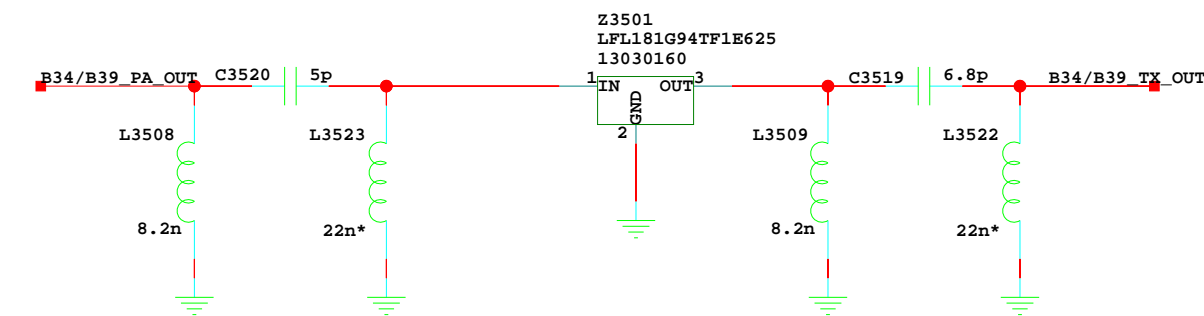 Z3501
LFL181G94TF1E625
13030160
B34/B39_PA_OUT
C3520
5p
1
IN
OUT
3
C3519
6.8p
B34/B39_TX_OUT
GND
2
L3508
L3523
L3509
L3522
8.2n
22n*
8.2n
22n*